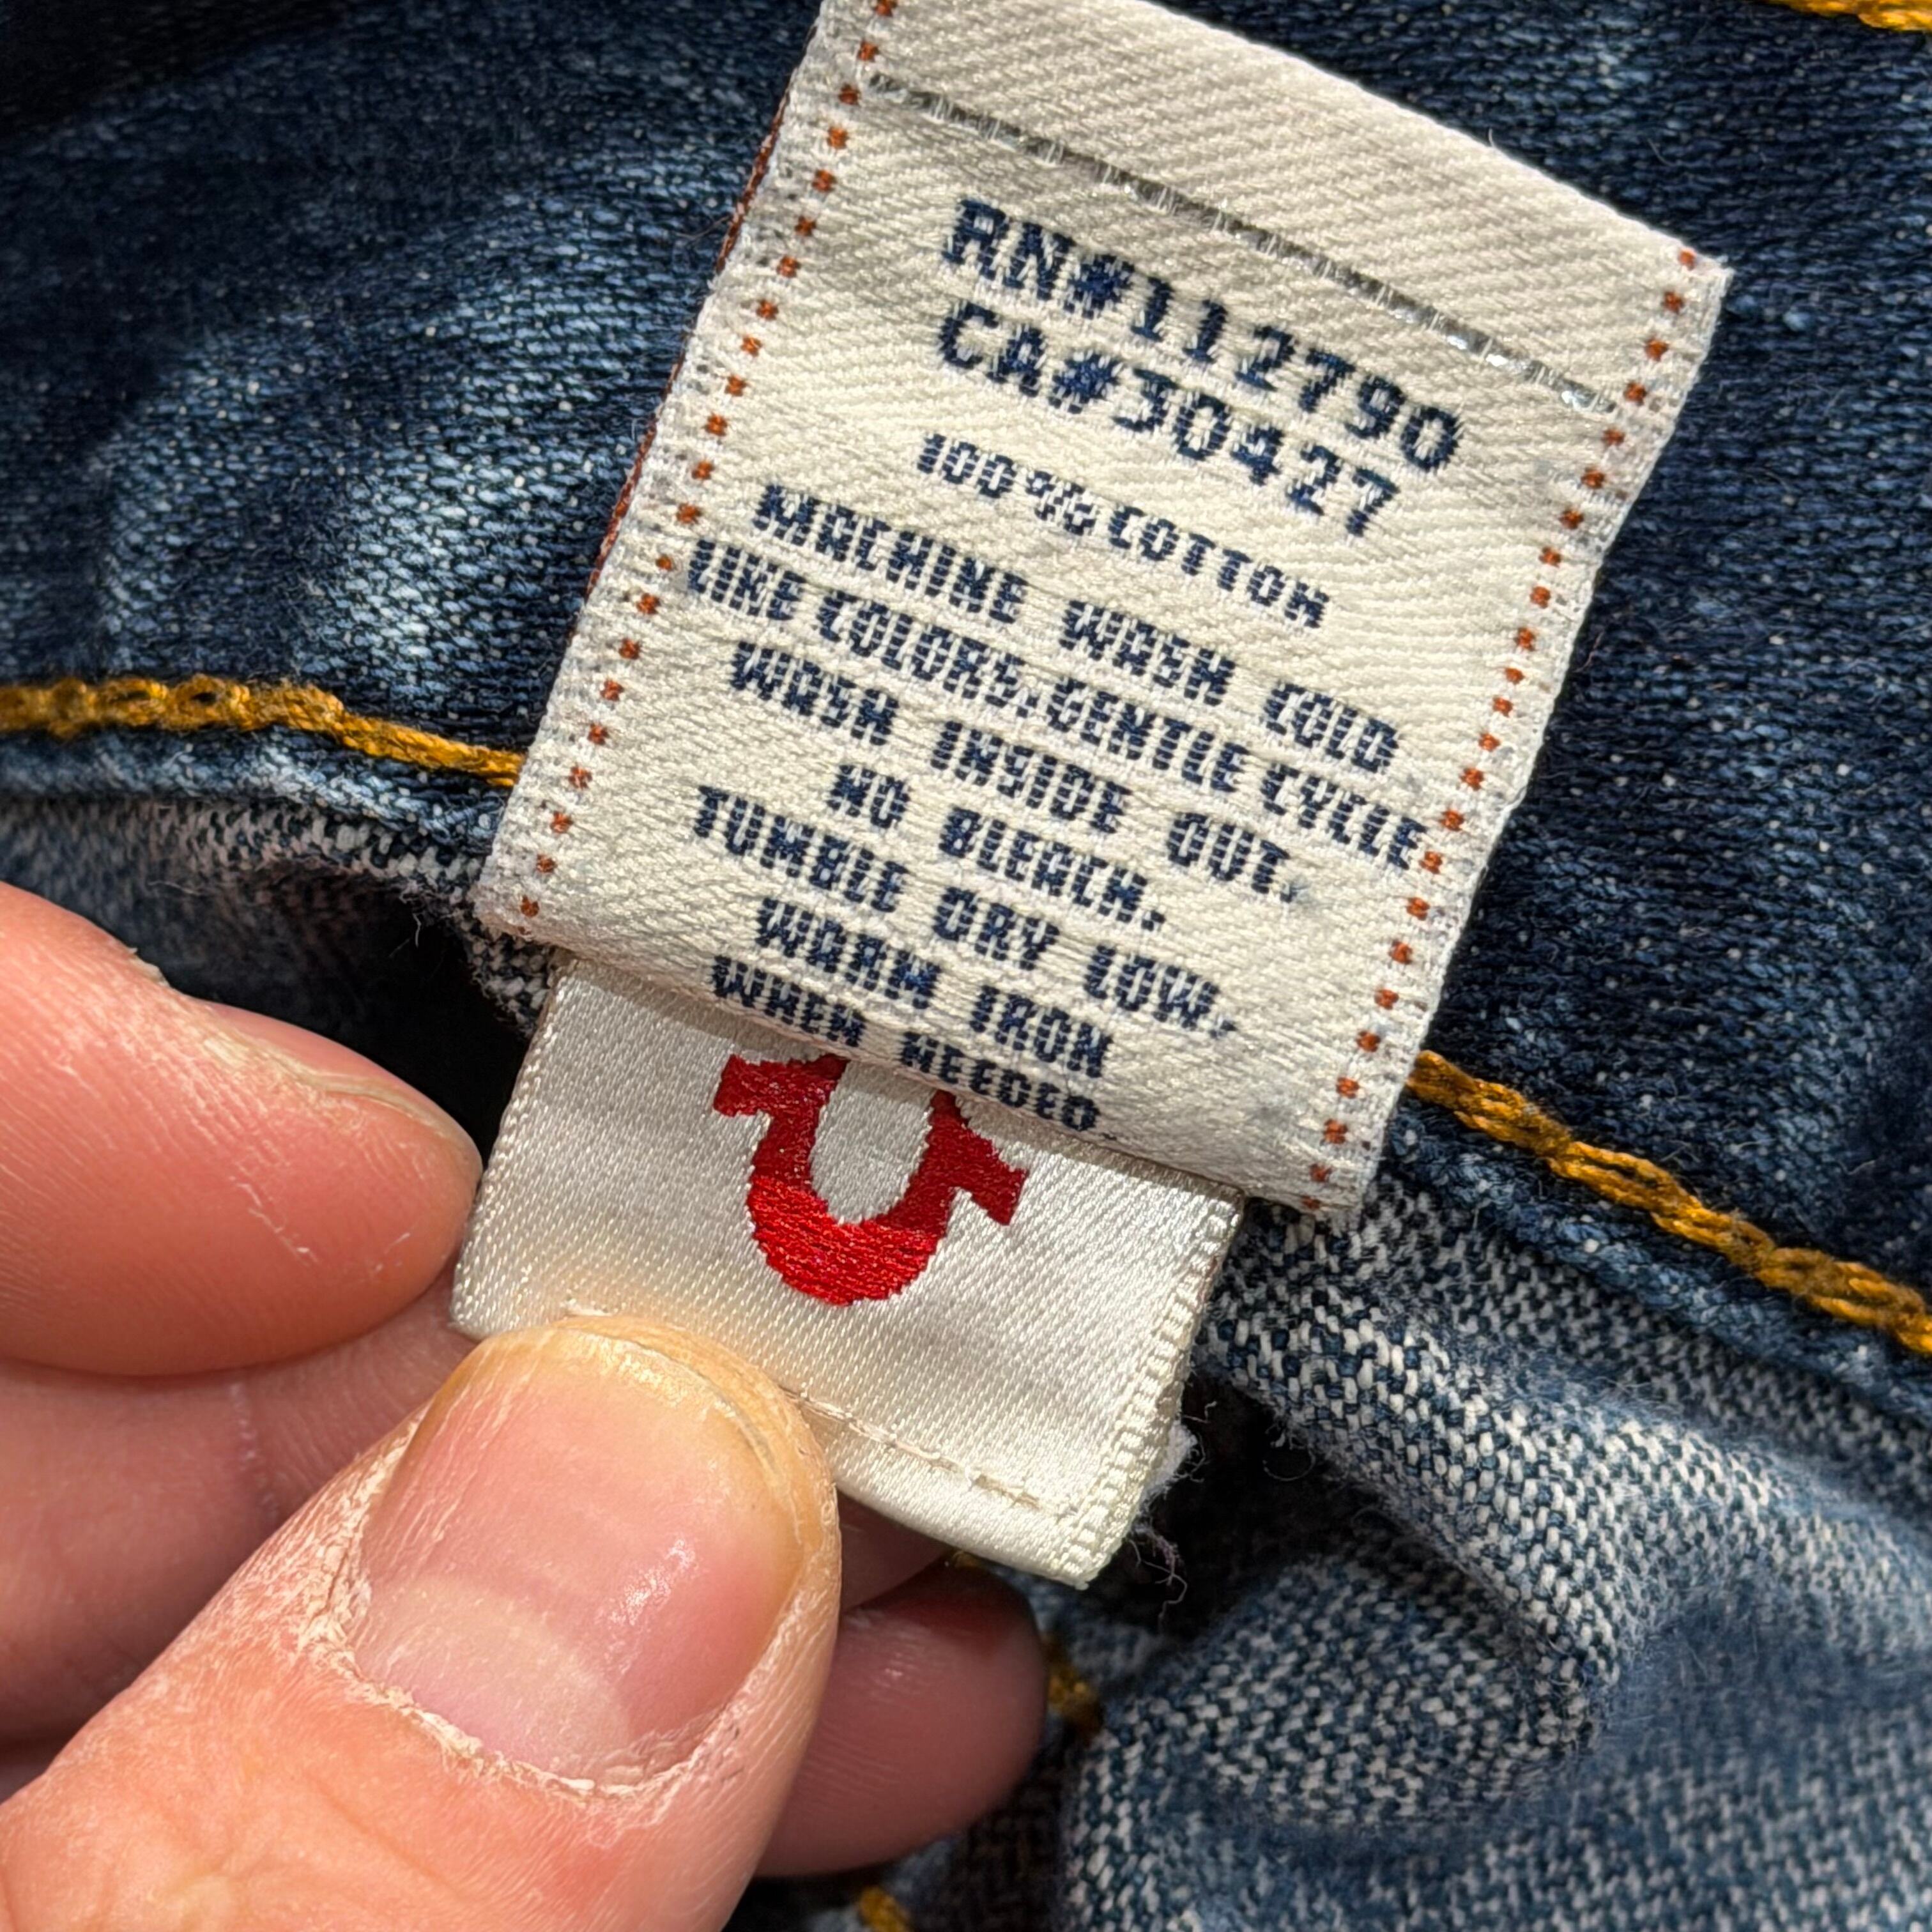 RN#112790
CA#30427
100% COTTON
MACHINE WASH COLD
LIKE COLORS.GENTLE CYCLE
WASH INSIDE OUT.
NO BLEACH.
TUMBLE DRY LOW.
WARM IRON
WHEN NEEDED.